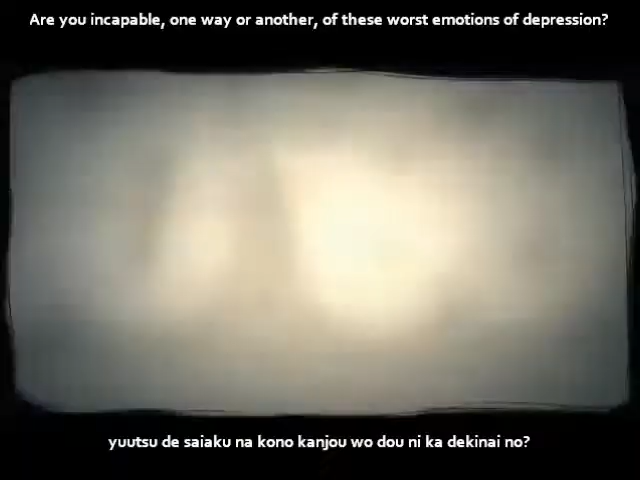 Are you incapable, one way or another, of these worst emotions of depression?
yuutsu de saiaku na kono kanjou wo dou ni ka dekinai no?